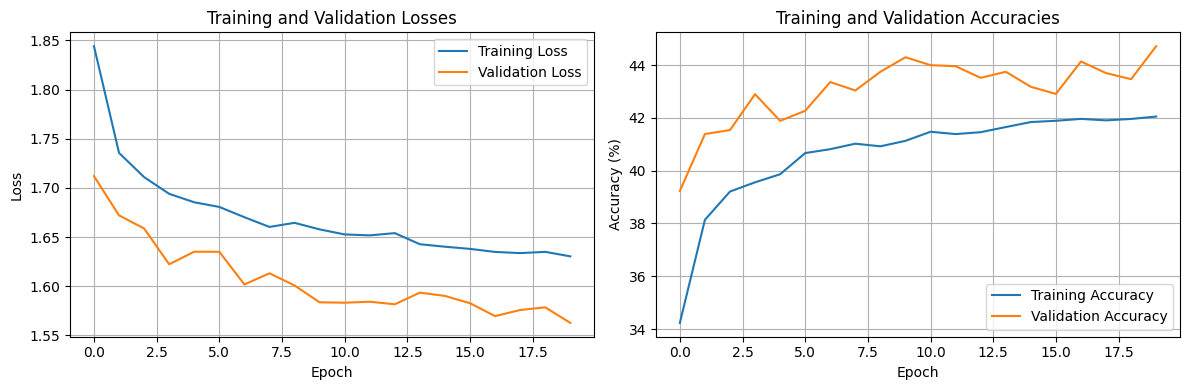 Training and Validation Losses
1.85
1.80
1.75
1.70
1.65
1.60
1.55
Loss
Training Loss
Validation Loss
0.0 2.5 5.0 7.5 10.0 12.5 15.0 17.5
Epoch
Training and Validation Accuracies
44
42
40
38
36
34
Accuracy (%)
Training Accuracy
Validation Accuracy
0.0 2.5 5.0 7.5 10.0 12.5 15.0 17.5
Epoch